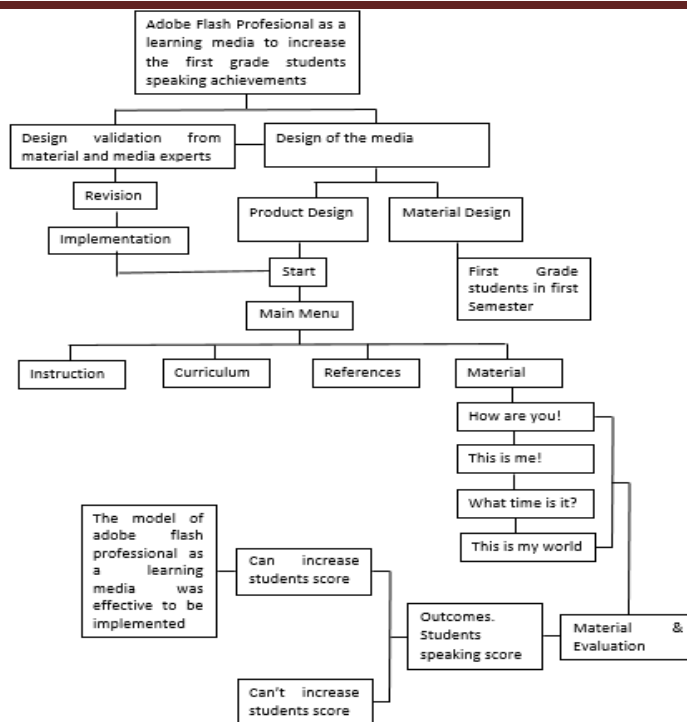 Adobe Flash Profesional as a
learning media to increase
the first grade students
speaking achievements
Design validation from
material and media experts
Design of the media
Revision
Product Design
Material Design
Implementation
Start
First Grade
students in first
Semester
Main Menu
Instruction
Curriculum
References
Material
How are you!
This is me!
What time is it?
This is my world
The model of
adobe flash
professional as
a learning
media was
effective to be
implemented
Can increase
students score
Outcomes.
Students
speaking score
Material &
Evaluation
Can't increase
students score